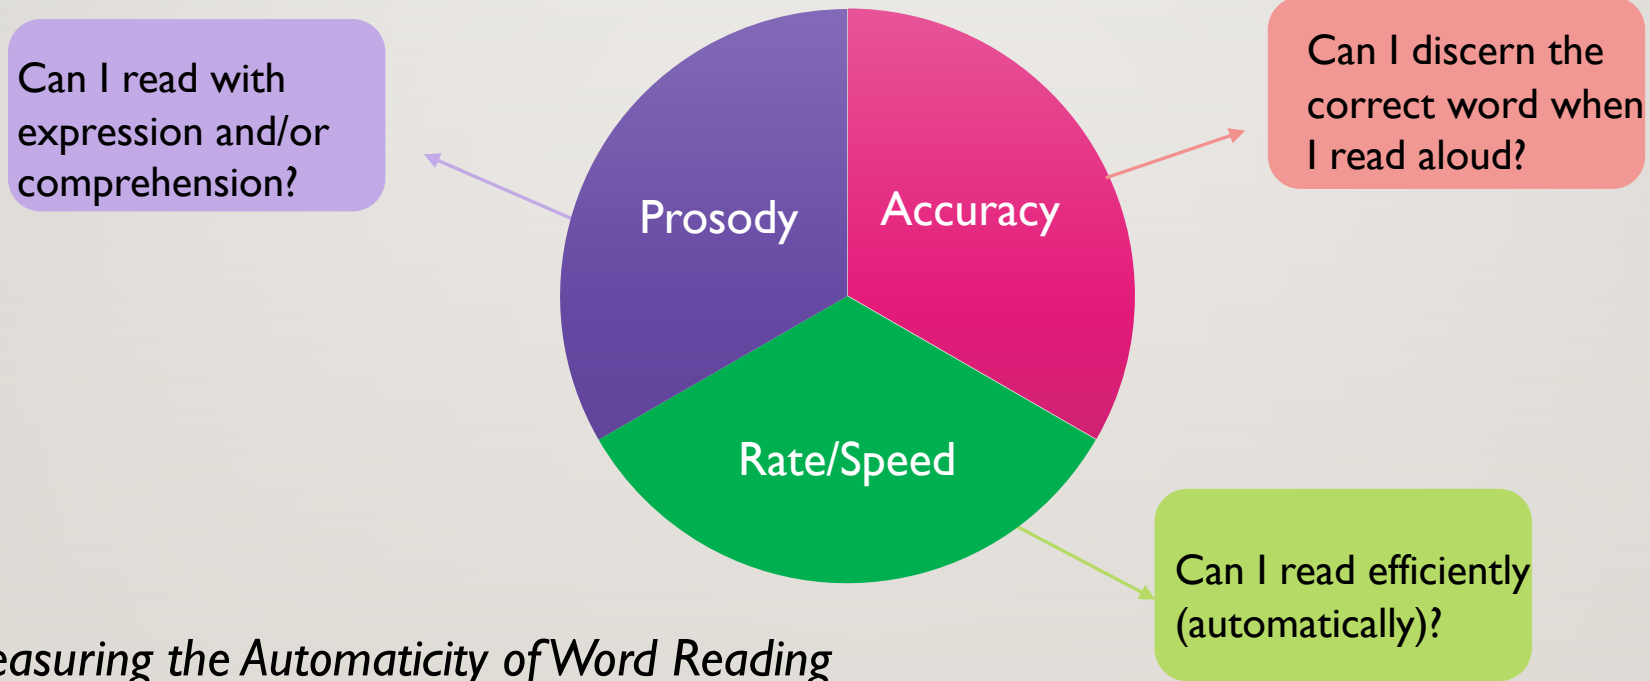 Can I read with
expression and/or
comprehension?
Prosody
Accuracy
Can I discern the
correct word when
I read aloud?
Rate/Speed
Can I read efficiently
(automatically)?
the Automaticity of Word Reading